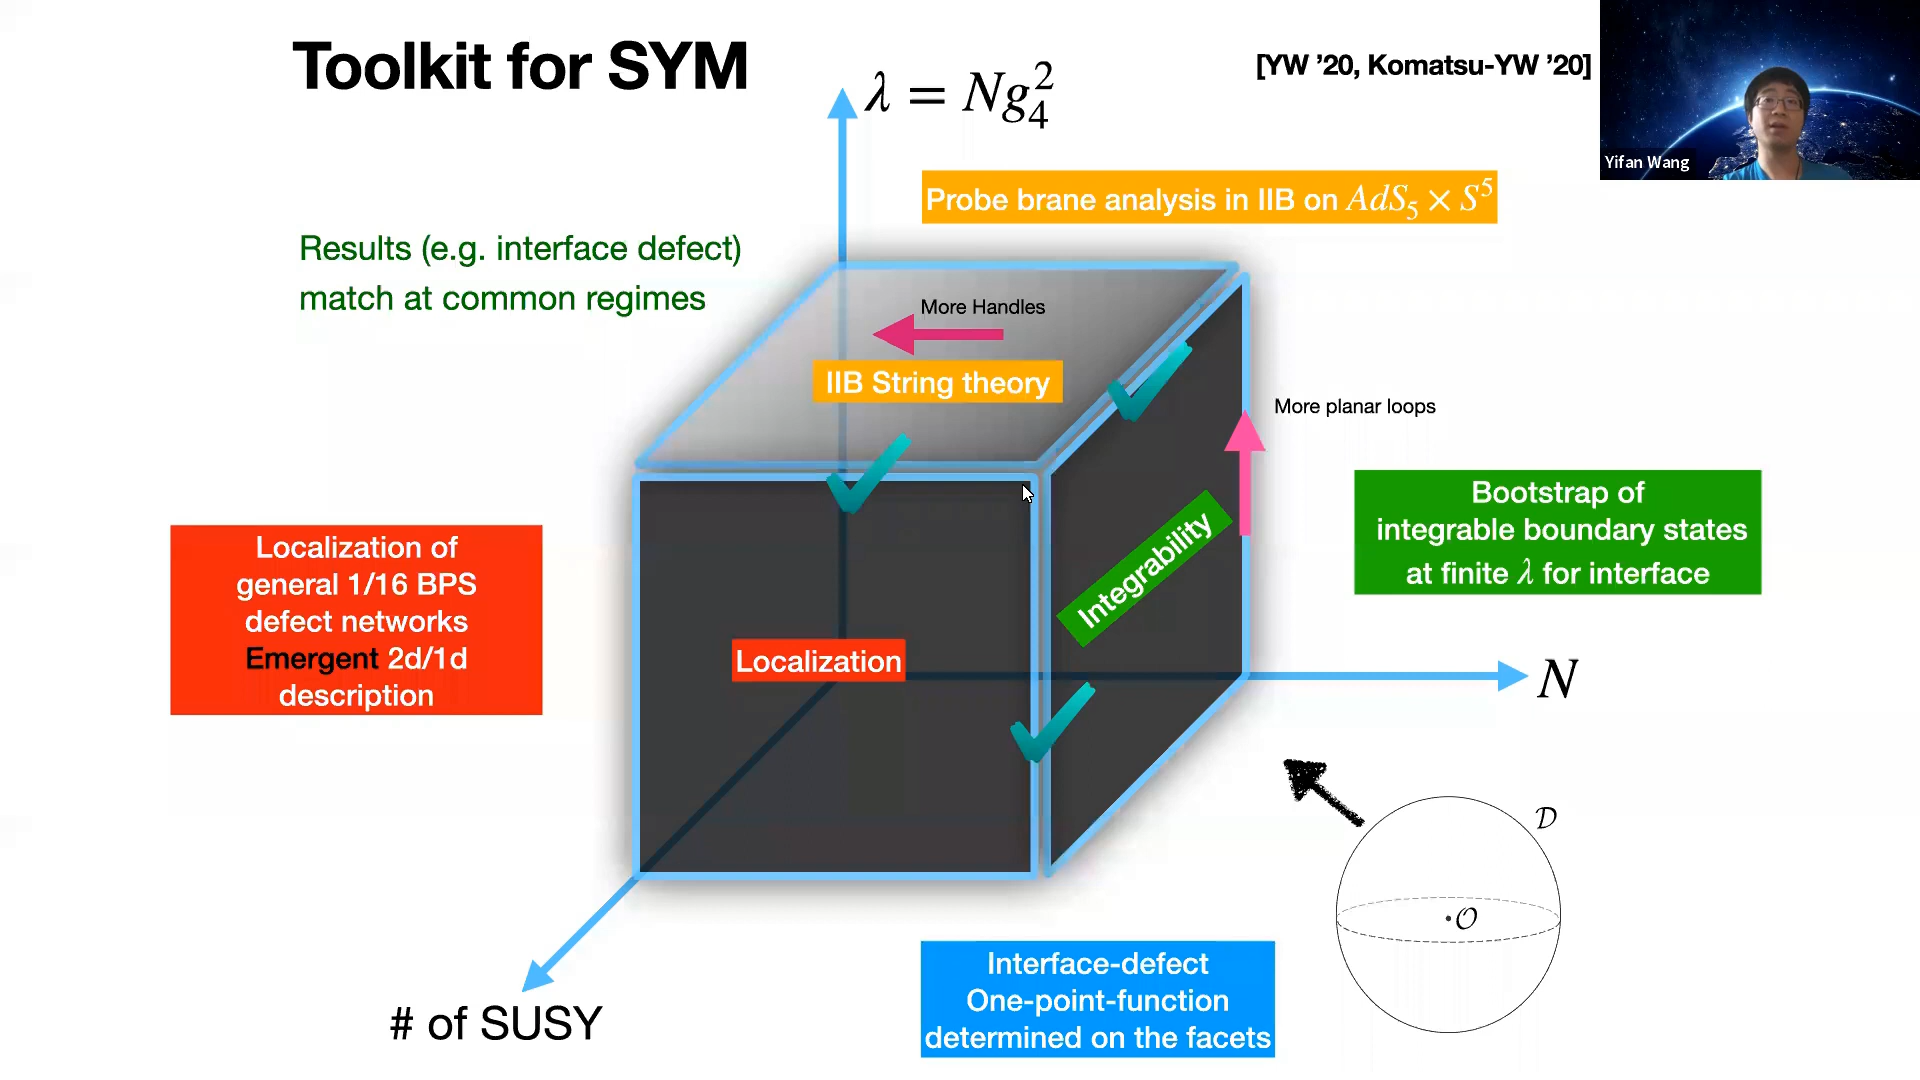 Toolkit for SYM
λ = Ng₄²
[YW ’20, Komatsu-YW ’20]
Yifan Wang
Probe brane analysis in IIB on AdS₅ × S⁵
Results (e.g. interface defect)
match at common regimes
More Handles
IIB String theory
More planar loops
Bootstrap of
integrable boundary states
at finite λ for interface
Integrability
Localization of
general 1/16 BPS
defect networks
Emergent 2d/1d
description
Localization
N
𝒟
𝒪
Interface-defect
One-point-function
determined on the facets
# of SUSY